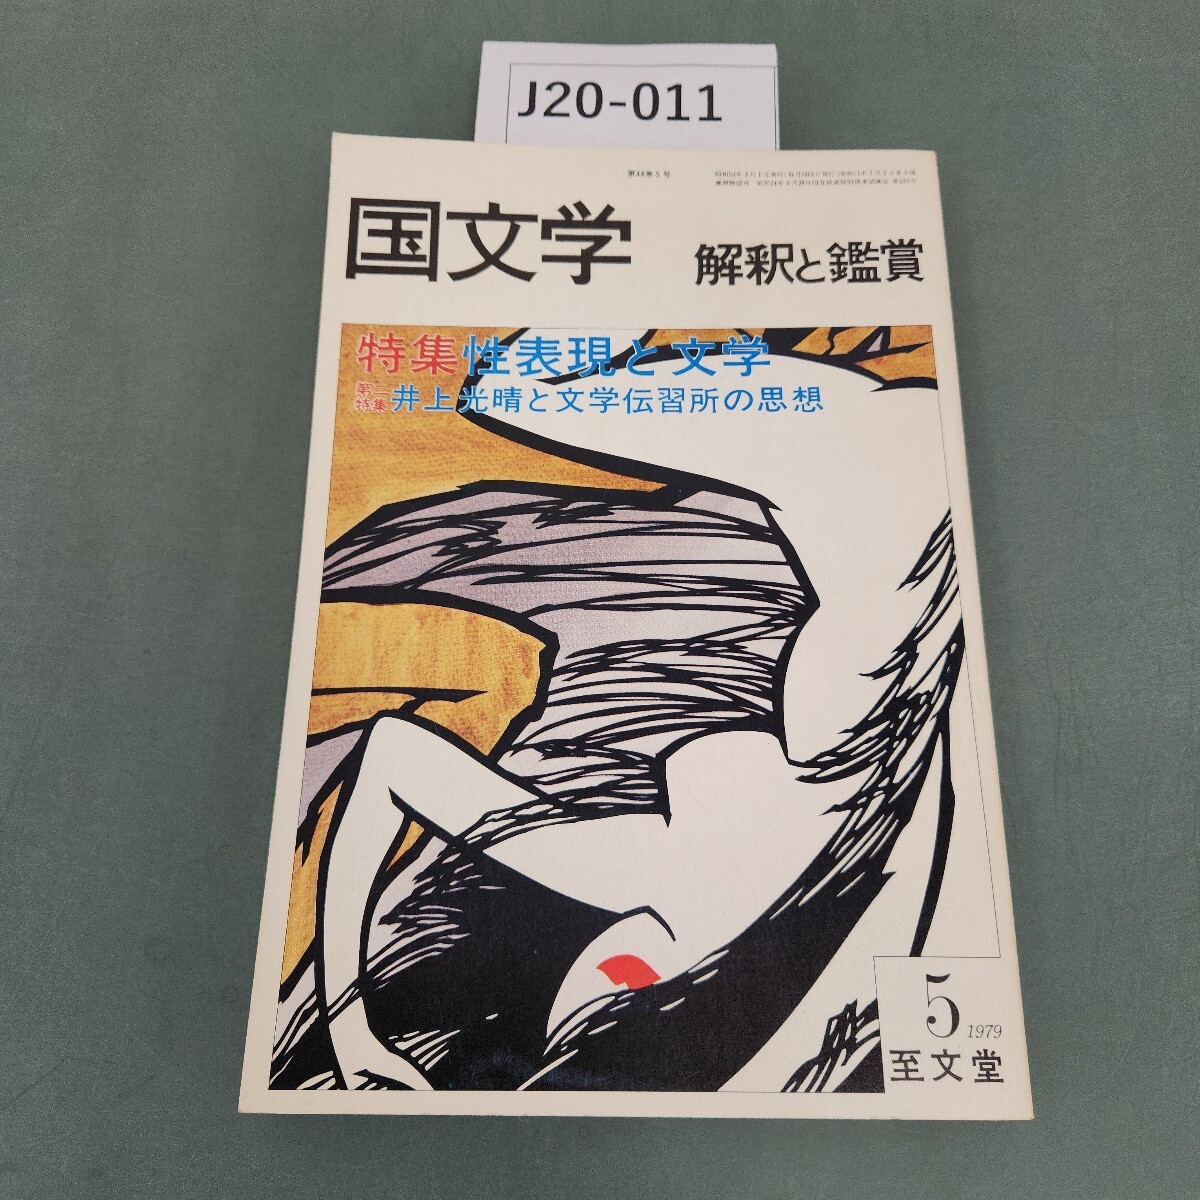 J20-011
第44巻5号
国文学 解釈と鑑賞
特集 性表現と文学
第二特集 井上光晴と文学伝習所の思想
5
1979
至文堂